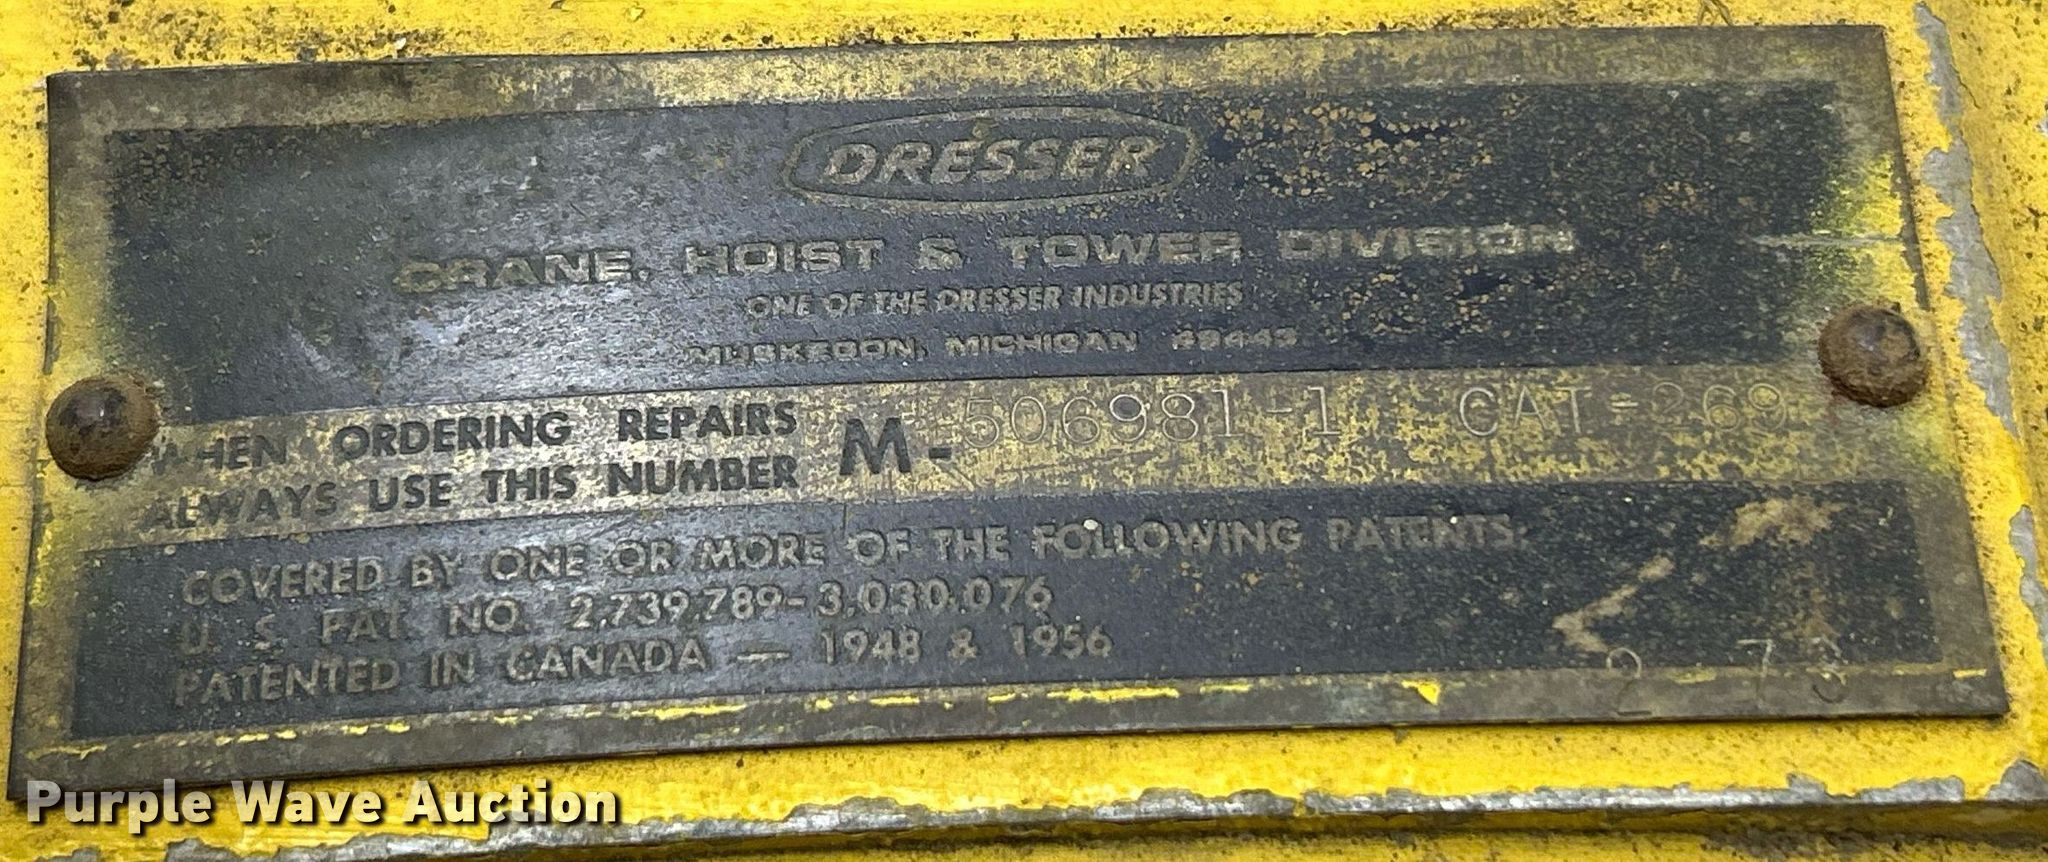 DRESSER
CRANE, HOIST & TOWER DIVISION
ONE OF THE DRESSER INDUSTRIES
MUSKEGON, MICHIGAN 49443
WHEN ORDERING REPAIRS
ALWAYS USE THIS NUMBER
M-506981-1 CAT-269
COVERED BY ONE OR MORE OF THE FOLLOWING PATENTS:
U. S. PAT. NO. 2,739,789-3,030,076
PATENTED IN CANADA — 1948 & 1956
2 73
Purple Wave Auction